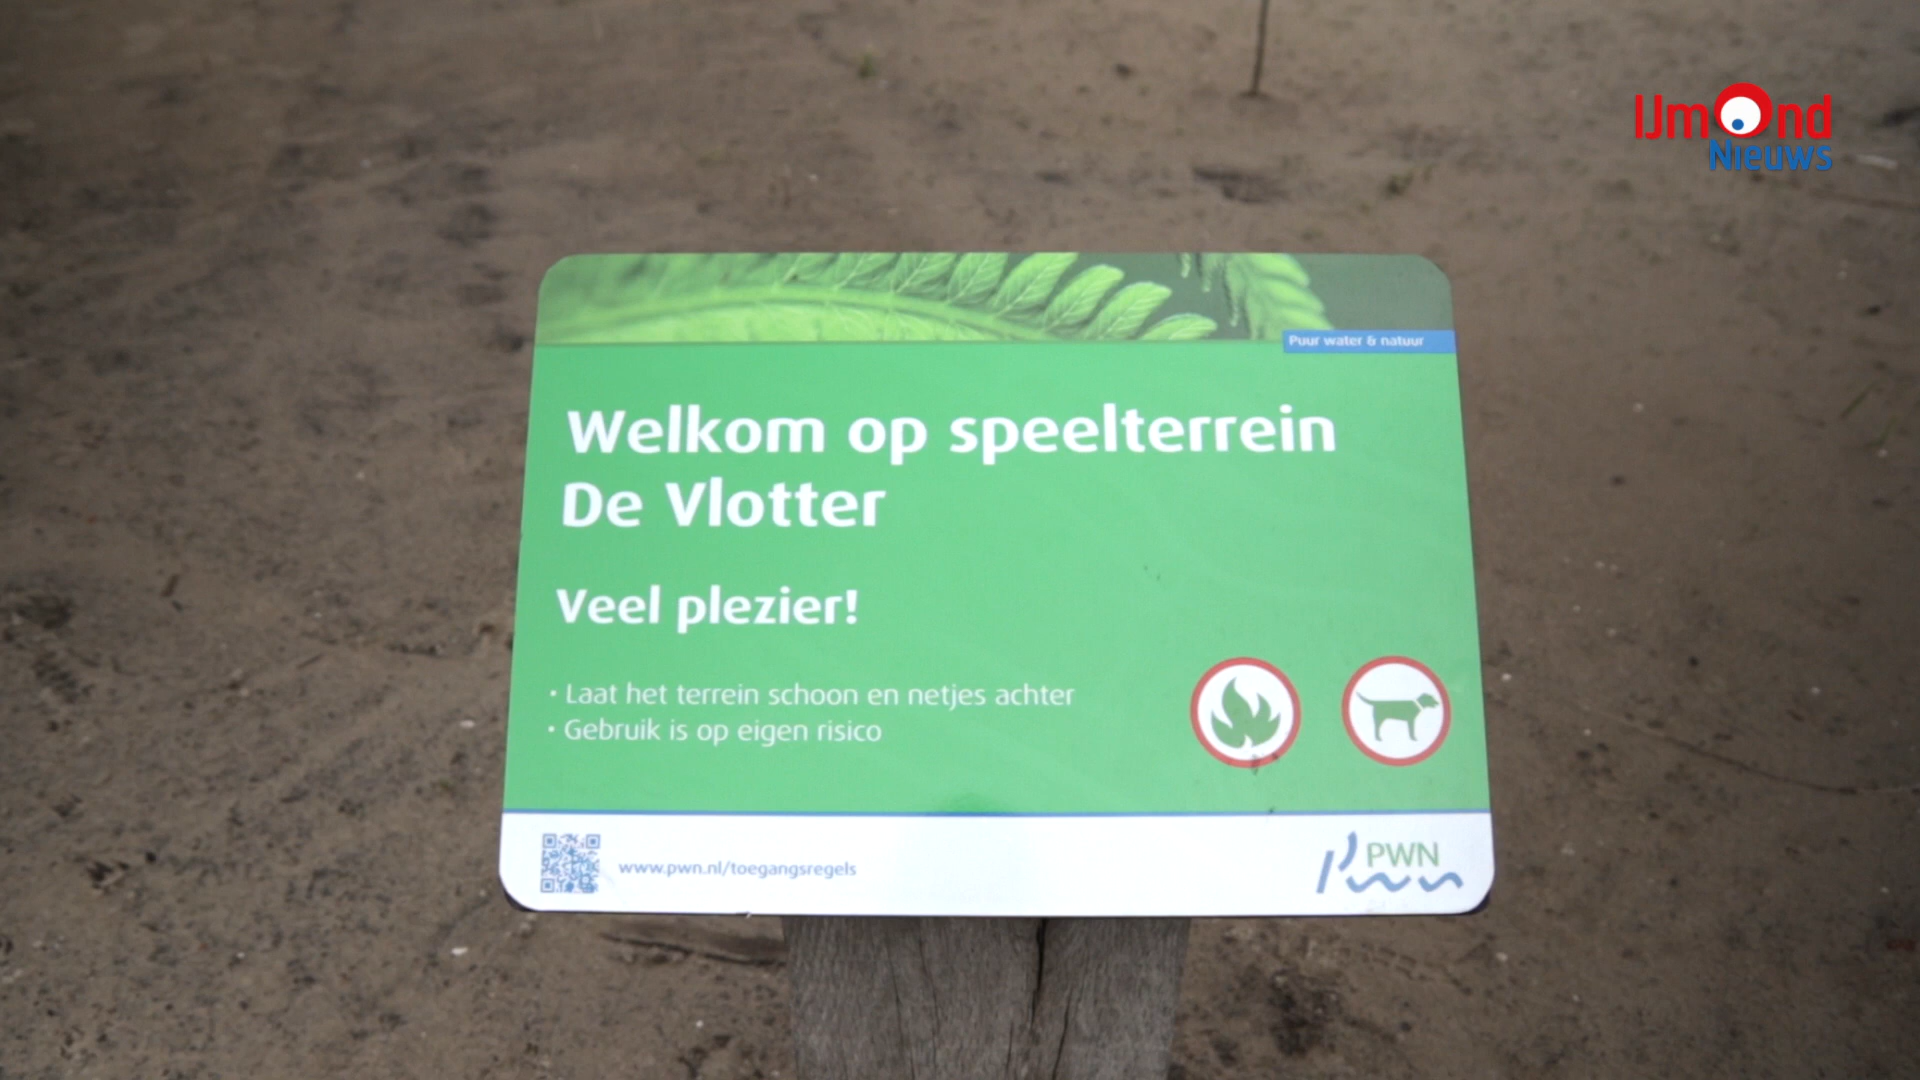 IJmond
Nieuws
Puur water & natuur
Welkom op speelterrein
De Vlotter
Veel plezier!
• Laat het terrein schoon en netjes achter
• Gebruik is op eigen risico
www.pwn.nl/toegangsregels
PWN